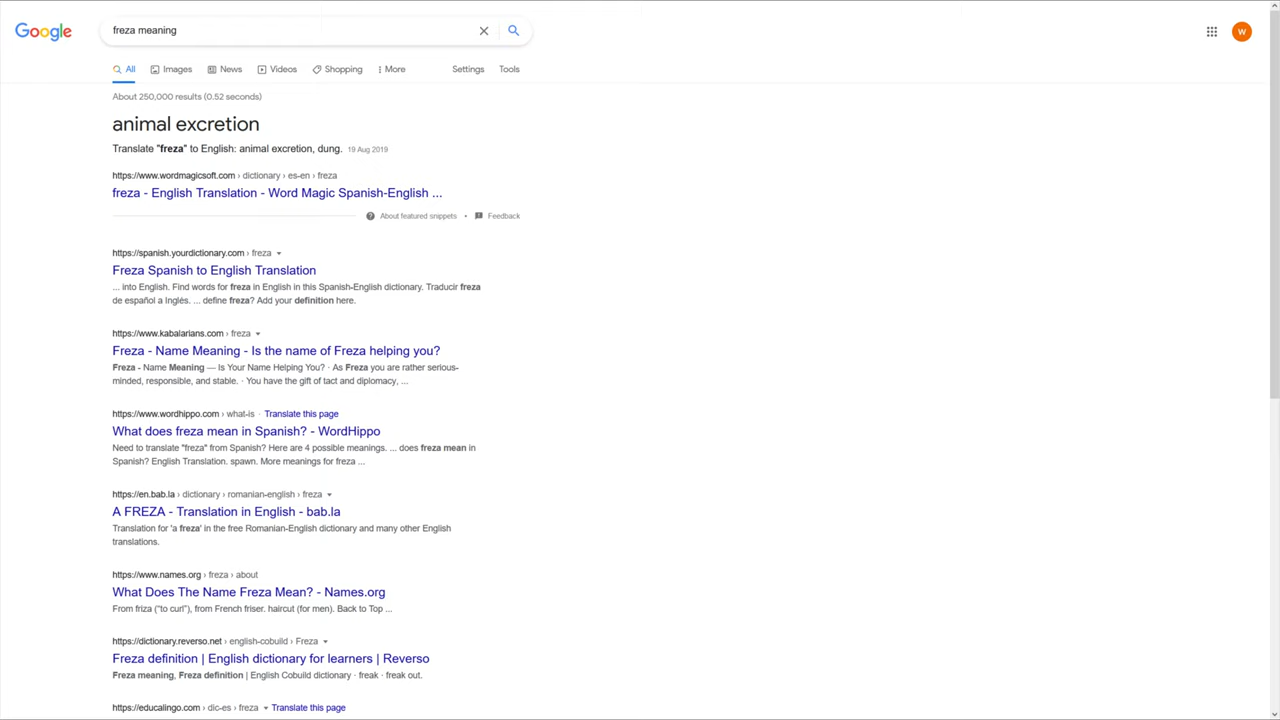 Google
freza meaning
W
All Images News Videos Shopping More Settings Tools
About 250,000 results (0.52 seconds)
animal excretion
Translate "freza" to English: animal excretion, dung. 19 Aug 2019
https://www.wordmagicsoft.com › dictionary › es-en › freza
freza - English Translation - Word Magic Spanish-English ...
About featured snippets • Feedback
https://spanish.yourdictionary.com › freza
Freza Spanish to English Translation
... into English. Find words for freza in English in this Spanish-English dictionary. Traducir freza
de español a Inglés. ... define freza? Add your definition here.
https://www.kabalarians.com › freza
Freza - Name Meaning - Is the name of Freza helping you?
Freza - Name Meaning — Is Your Name Helping You? · As Freza you are rather serious-
minded, responsible, and stable. · You have the gift of tact and diplomacy, ...
https://www.wordhippo.com › what-is · Translate this page
What does freza mean in Spanish? - WordHippo
Need to translate "freza" from Spanish? Here are 4 possible meanings. ... does freza mean in
Spanish? English Translation. spawn. More meanings for freza ...
https://en.bab.la › dictionary › romanian-english › freza
A FREZA - Translation in English - bab.la
Translation for 'a freza' in the free Romanian-English dictionary and many other English
translations.
https://www.names.org › freza › about
What Does The Name Freza Mean? - Names.org
From friza ("to curl"), from French friser. haircut (for men). Back to Top ...
https://dictionary.reverso.net › english-cobuild › Freza
Freza definition | English dictionary for learners | Reverso
Freza meaning, Freza definition | English Cobuild dictionary · freak · freak out.
https://educalingo.com › dic-es › freza Translate this page